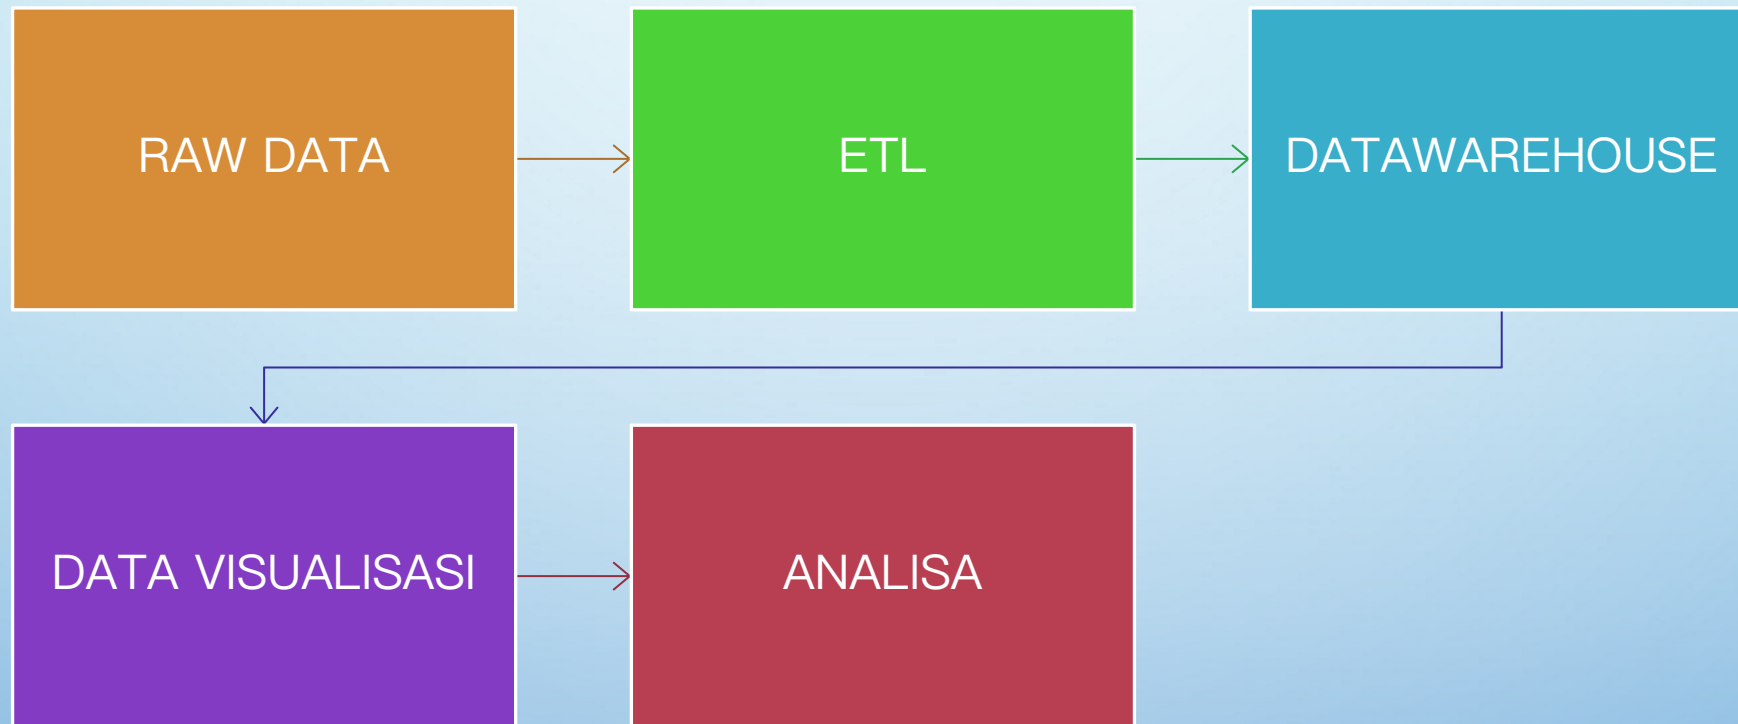 RAW DATA
ETL
DATAWAREHOUSE
DATA VISUALISASI
ANALISA